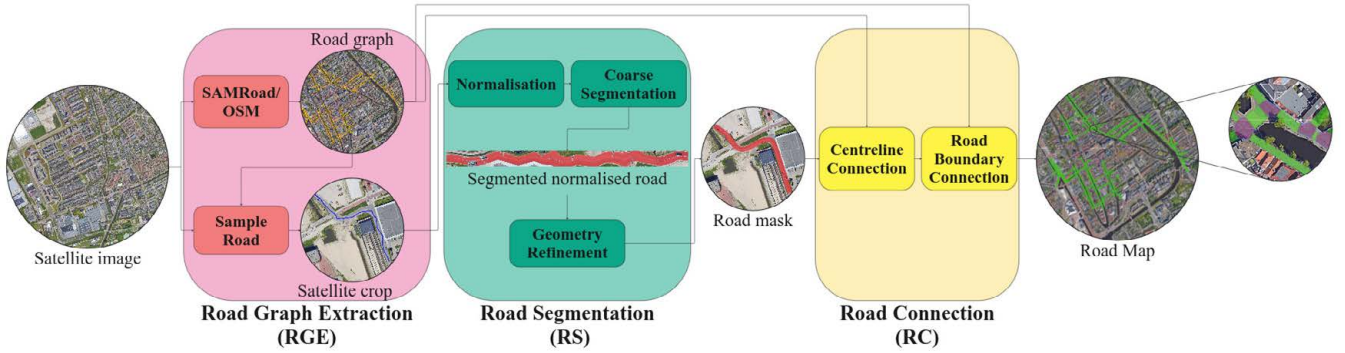 Satellite image
SAMRoad/
OSM
Road graph
Sample
Road
Satellite crop
Road Graph Extraction
(RGE)
Normalisation
Coarse
Segmentation
Segmented normalised road
Geometry
Refinement
Road Segmentation
(RS)
Road mask
Centreline
Connection
Road
Boundary
Connection
Road Connection
(RC)
Road Map